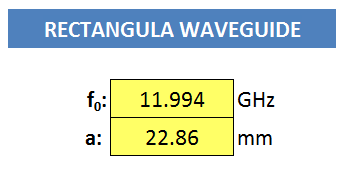 RECTANGULA WAVEGUIDE
f₀: 11.994 GHz
a: 22.86 mm